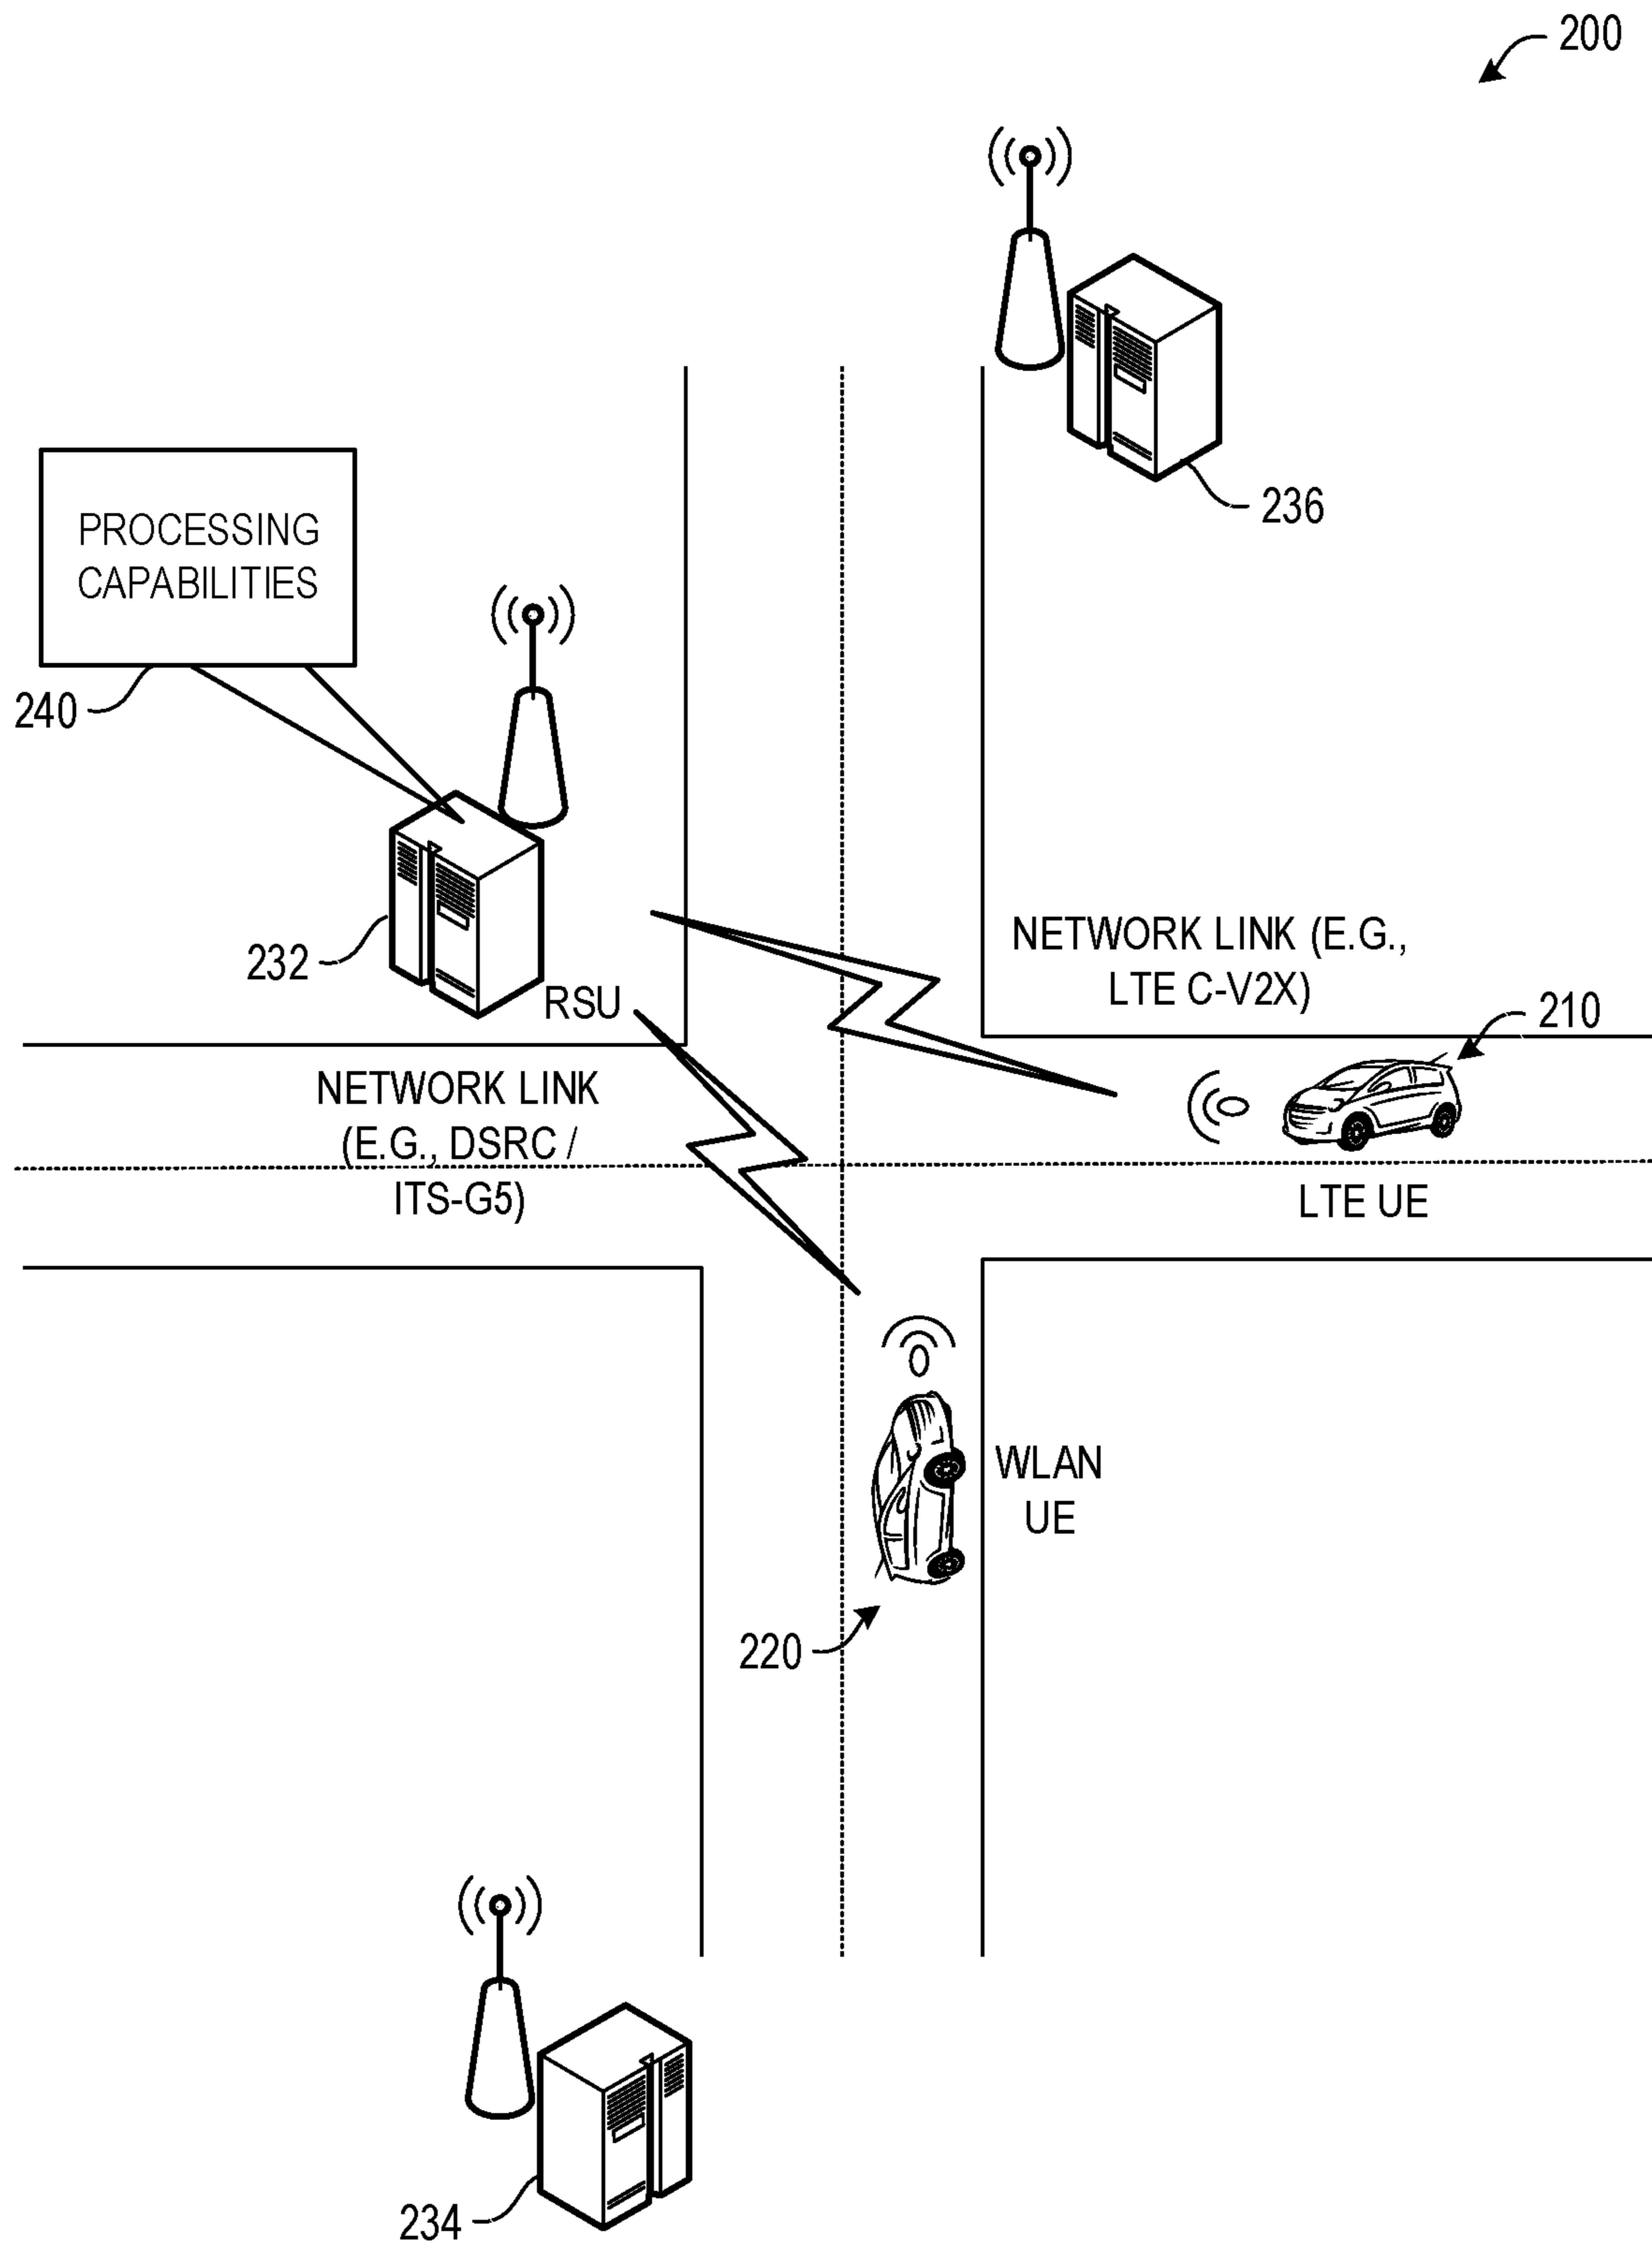 200
236
PROCESSING
CAPABILITIES
240
232
RSU
NETWORK LINK (E.G.,
LTE C-V2X)
210
NETWORK LINK
(E.G., DSRC /
ITS-G5)
LTE UE
WLAN
UE
220
234